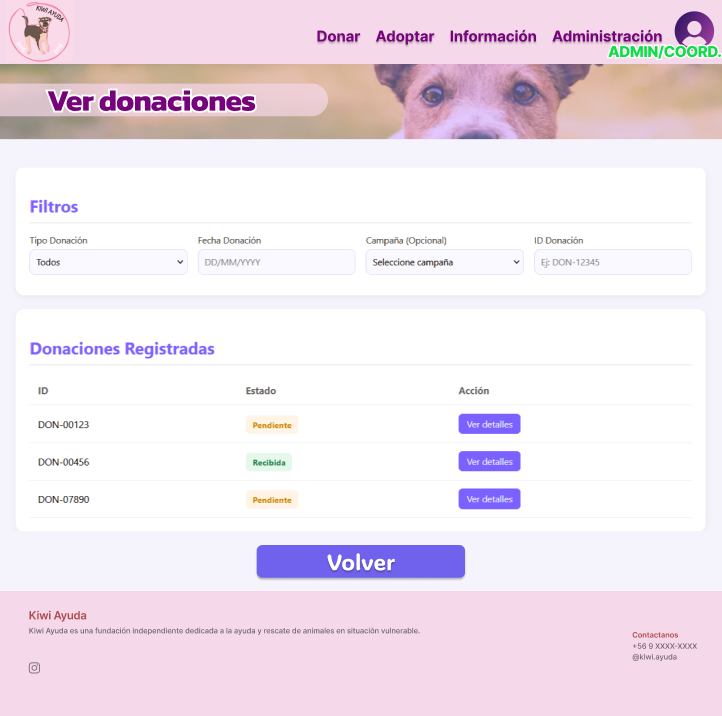 KIWI AYUDA
Donar Adoptar Información Administración
ADMIN/COORD.
Ver donaciones
Filtros
Tipo Donación Fecha Donación Campaña (Opcional) ID Donación
Todos DD/MM/YYYY Seleccione campaña Ej: DON-12345
Donaciones Registradas
ID Estado Acción
DON-00123 Pendiente Ver detalles
DON-00456 Recibida Ver detalles
DON-07890 Pendiente Ver detalles
Volver
Kiwi Ayuda
Kiwi Ayuda es una fundación independiente dedicada a la ayuda y rescate de animales en situación vulnerable.
Contactanos
+56 9 XXXX-XXXX
@kiwi.ayuda